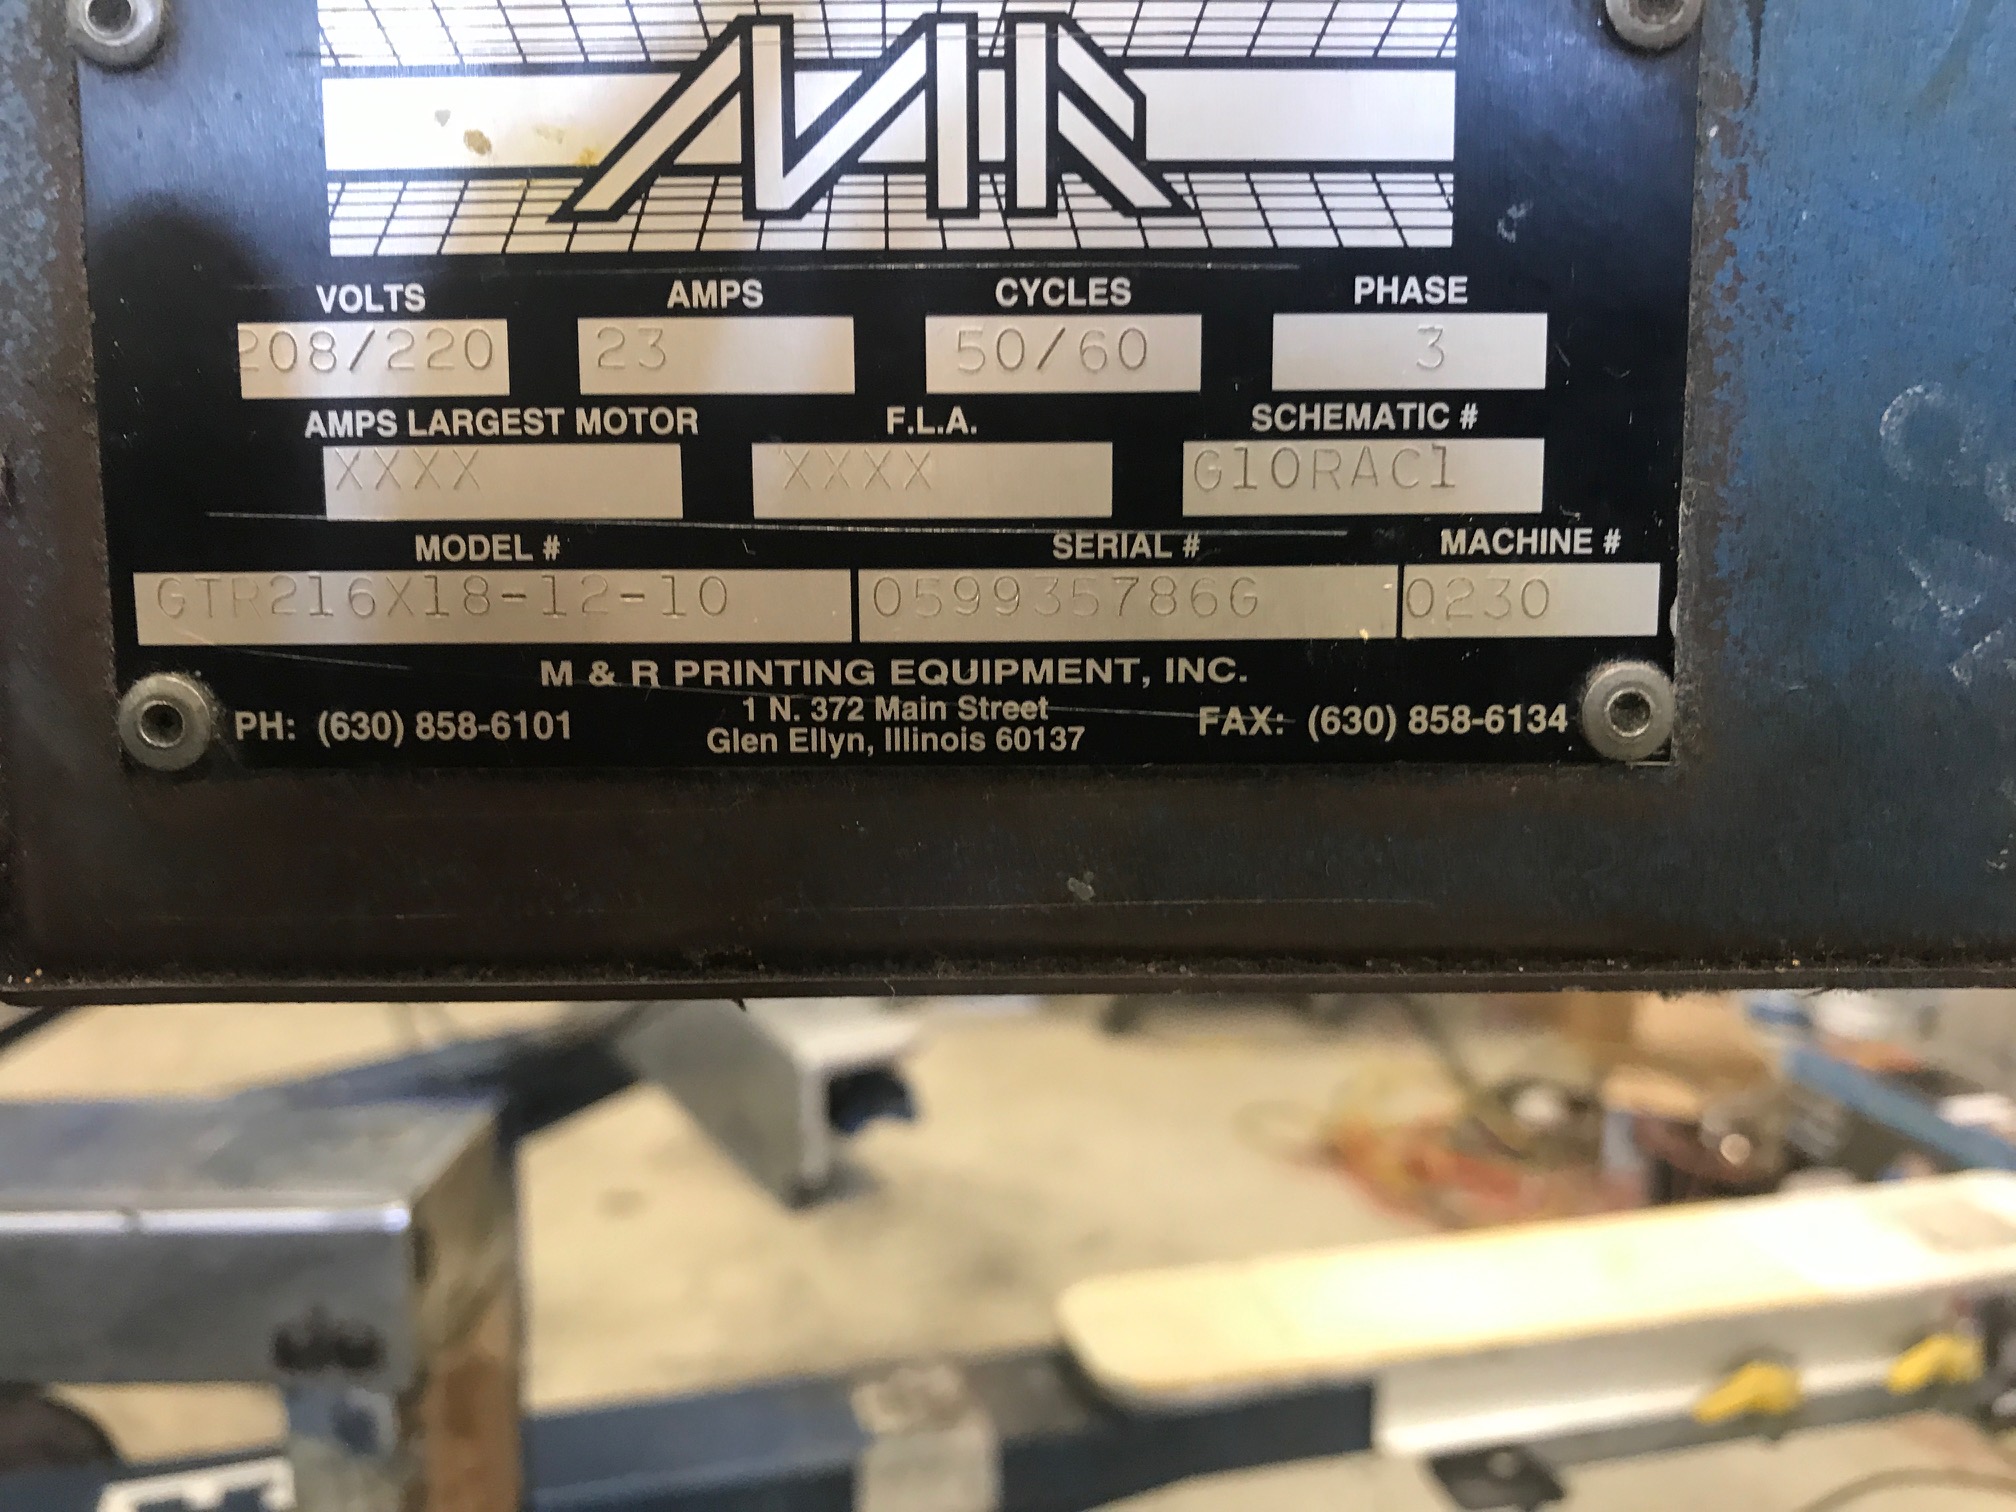 MR
VOLTS AMPS CYCLES PHASE
208/220 23 50/60 3
AMPS LARGEST MOTOR F.L.A. SCHEMATIC #
XXXX XXXX G10RAC1
MODEL # SERIAL # MACHINE #
GTR216X18-12-10 059935786G 0230
M & R PRINTING EQUIPMENT, INC.
PH: (630) 858-6101 1 N. 372 Main Street FAX: (630) 858-6134
Glen Ellyn, Illinois 60137